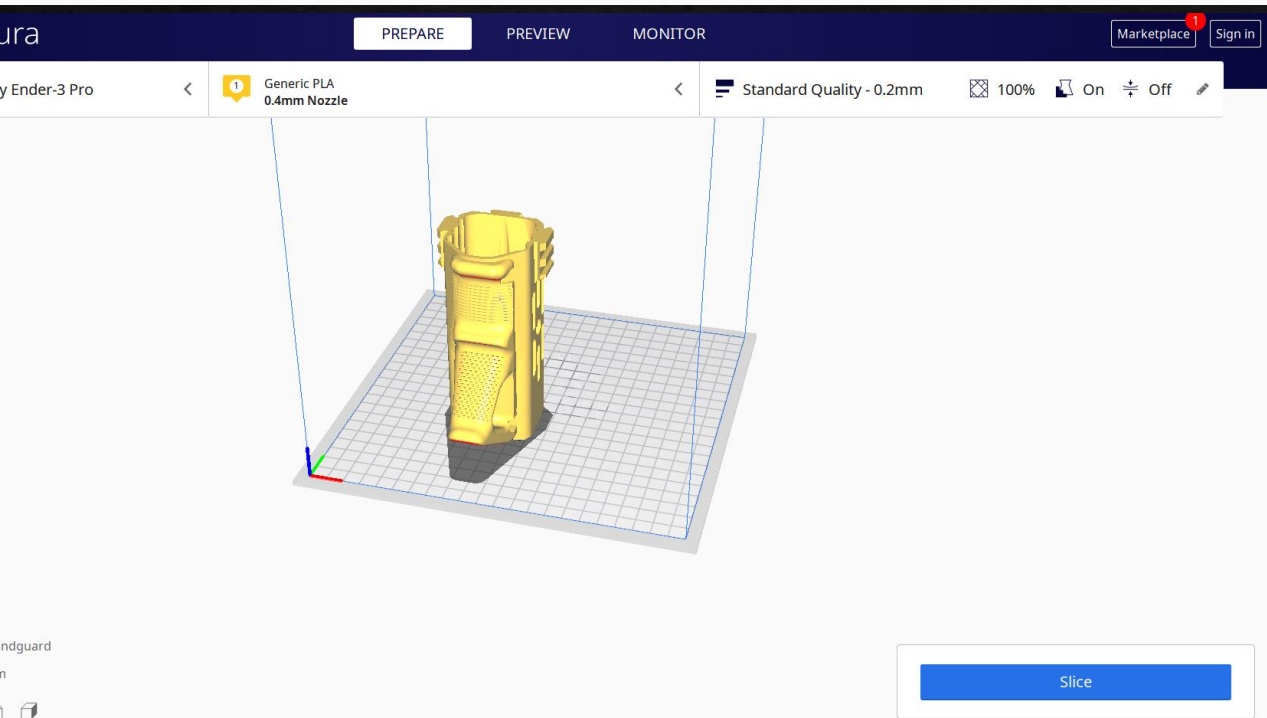 ura
PREPARE
PREVIEW
MONITOR
Marketplace
1
Sign in
y Ender-3 Pro
1
Generic PLA
0.4mm Nozzle
Standard Quality - 0.2mm
100%
On
Off
ndguard
m
Slice